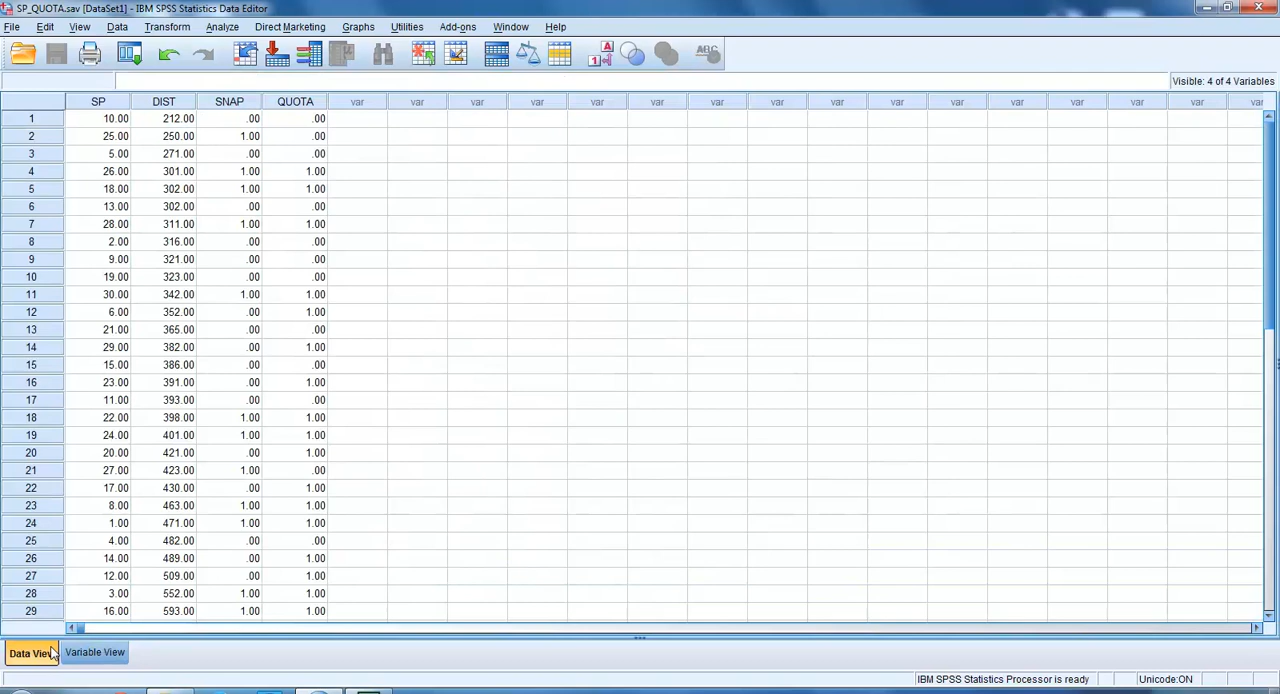 SP_QUOTA.sav [DataSet1] - IBM SPSS Statistics Data Editor
File Edit View Data Transform Analyze Direct Marketing Graphs Utilities Add-ons Window Help
Visible: 4 of 4 Variables
SP DIST SNAP QUOTA var var var var var var var var var var var var var var var var
1 10.00 212.00 .00 .00
2 25.00 250.00 1.00 .00
3 5.00 271.00 .00 .00
4 26.00 301.00 1.00 1.00
5 18.00 302.00 1.00 1.00
6 13.00 302.00 .00 .00
7 28.00 311.00 1.00 1.00
8 2.00 316.00 .00 .00
9 9.00 321.00 .00 .00
10 19.00 323.00 .00 .00
11 30.00 342.00 1.00 1.00
12 6.00 352.00 .00 1.00
13 21.00 365.00 .00 .00
14 29.00 382.00 .00 1.00
15 15.00 386.00 .00 .00
16 23.00 391.00 .00 1.00
17 11.00 393.00 .00 .00
18 22.00 398.00 1.00 1.00
19 24.00 401.00 1.00 1.00
20 20.00 421.00 .00 1.00
21 27.00 423.00 1.00 .00
22 17.00 430.00 .00 1.00
23 8.00 463.00 1.00 1.00
24 1.00 471.00 1.00 1.00
25 4.00 482.00 .00 .00
26 14.00 489.00 .00 1.00
27 12.00 509.00 .00 1.00
28 3.00 552.00 1.00 1.00
29 16.00 593.00 1.00 1.00
Data View Variable View
IBM SPSS Statistics Processor is ready Unicode:ON